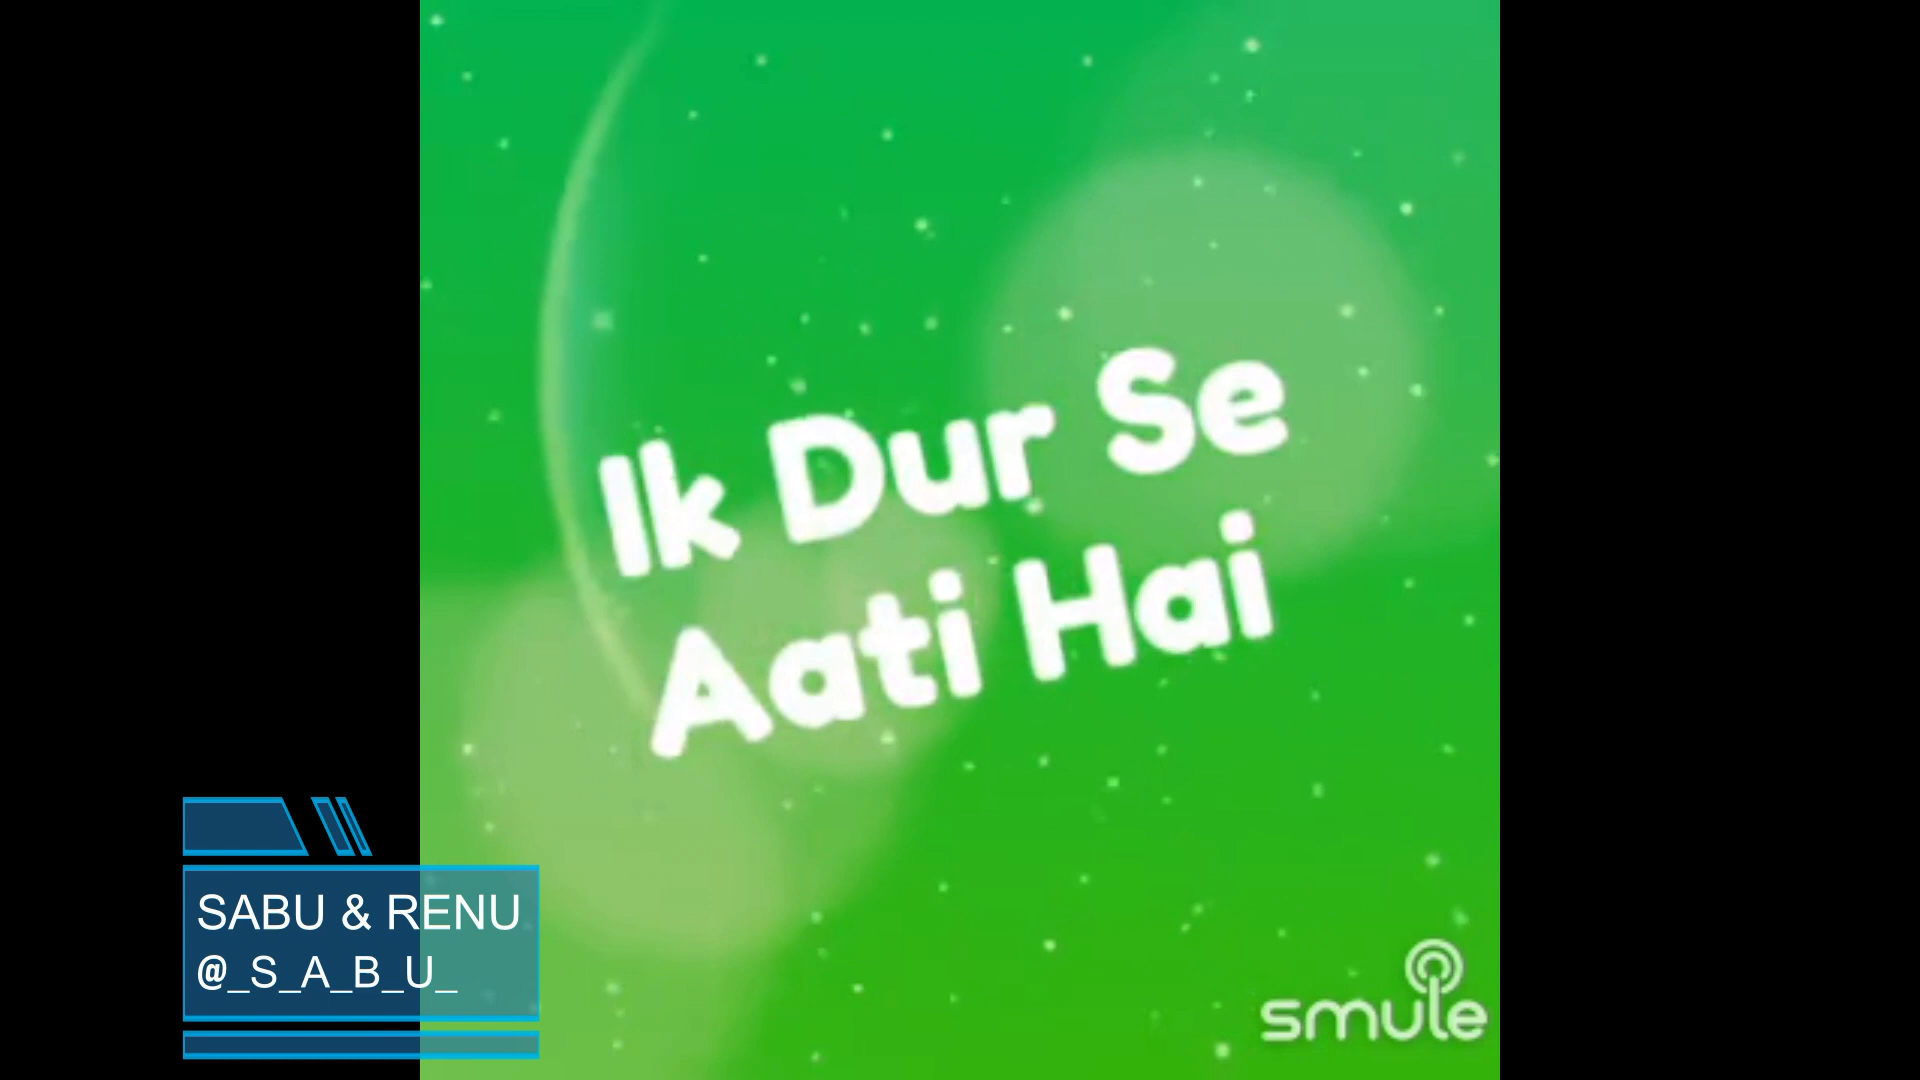 Ik Dur Se
Aati Hai
SABU & RENU
@_S_A_B_U_
smule